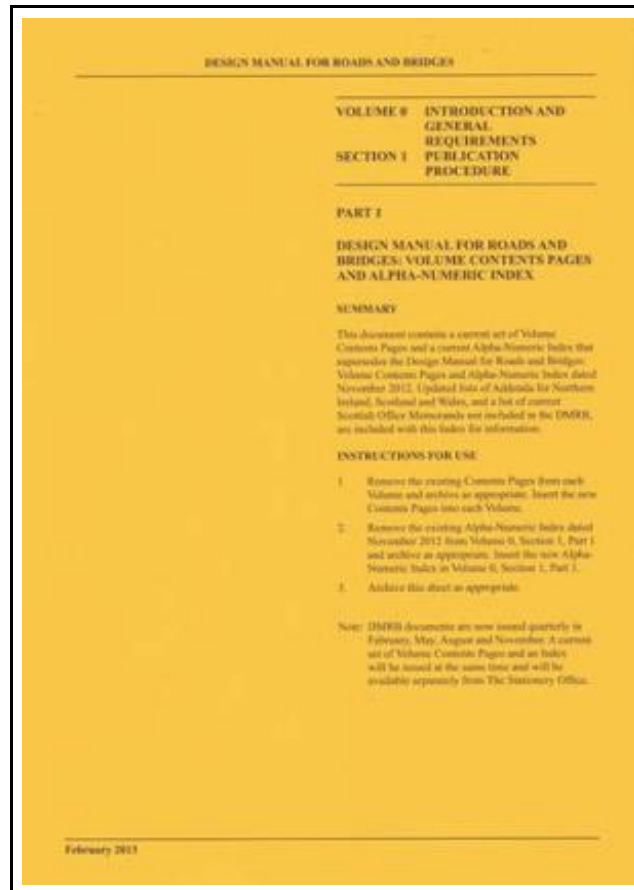 DESIGN MANUAL FOR ROADS AND BRIDGES
VOLUME 0 INTRODUCTION AND
GENERAL
REQUIREMENTS
SECTION 1 PUBLICATION
PROCEDURE
PART 1
DESIGN MANUAL FOR ROADS AND
BRIDGES: VOLUME CONTENTS PAGES
AND ALPHA-NUMERIC INDEX
SUMMARY
This document contains a current set of Volume
Contents Pages and a current Alpha-Numeric Index that
supersedes the Design Manual for Roads and Bridges:
Volume Contents Pages and Alpha-Numeric Index dated
November 2012. Updated lists of Addenda for Northern
Ireland, Scotland and Wales, and a list of current
Scottish Office Memoranda not included in the DMRB,
are included with this Index for information.
INSTRUCTIONS FOR USE
1. Remove the existing Contents Pages from each
Volume and archive as appropriate. Insert the new
Contents Pages into each Volume.
2. Remove the existing Alpha-Numeric Index dated
November 2012 from Volume 0, Section 1, Part 1
and archive as appropriate. Insert the new Alpha-
Numeric Index in Volume 0, Section 1, Part 1.
3. Archive this sheet as appropriate.
Note: DMRB documents are now issued quarterly in
February, May, August and November. A current
set of Volume Contents Pages and an Index
will be issued at the same time and will be
available separately from The Stationery Office.
February 2013